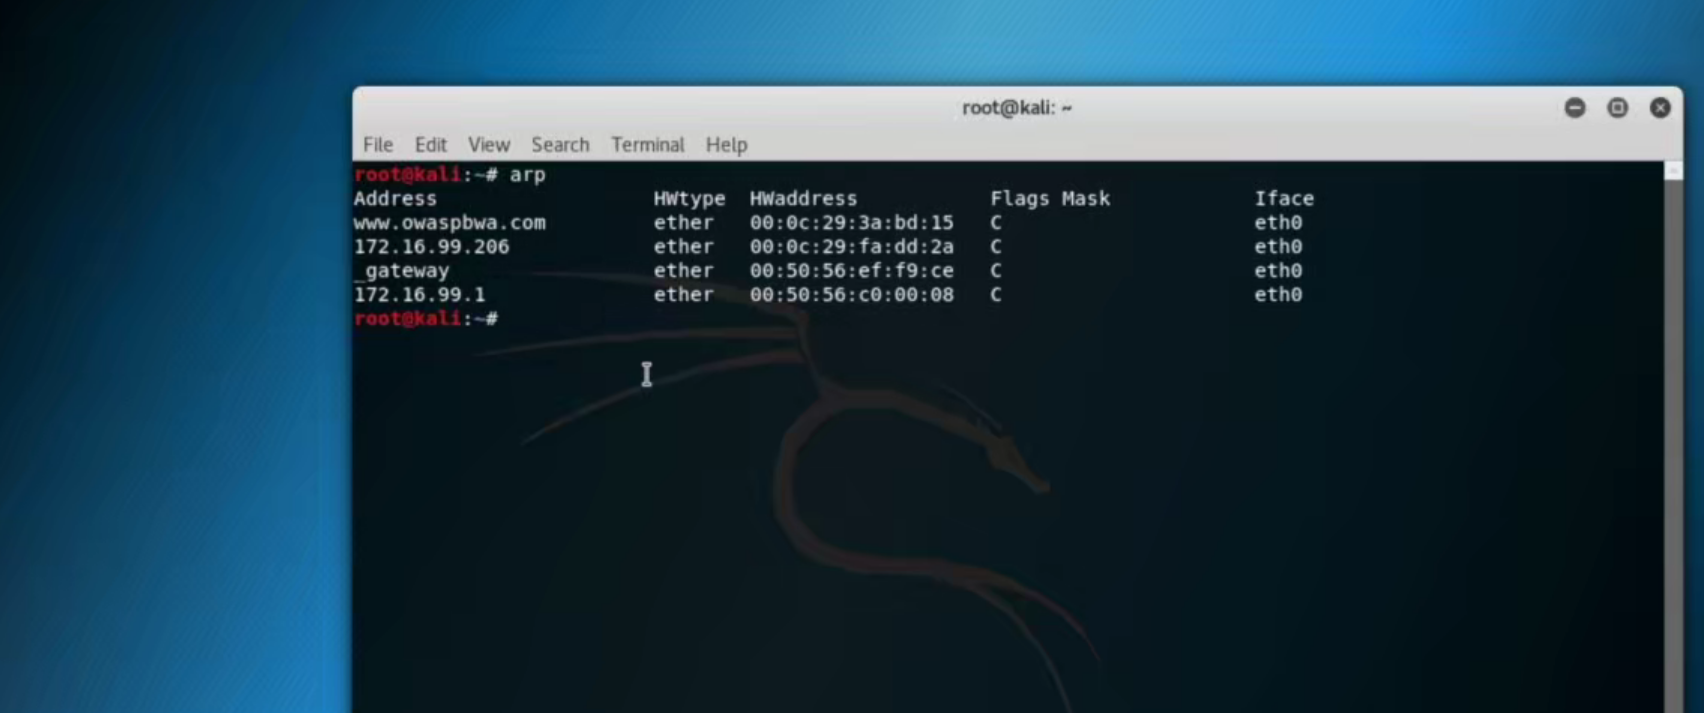 root@kali: ~
File Edit View Search Terminal Help
root@kali:~# arp
Address HWtype HWaddress Flags Mask Iface
www.owaspbwa.com ether 00:0c:29:3a:bd:15 C eth0
172.16.99.206 ether 00:0c:29:fa:dd:2a C eth0
_gateway ether 00:50:56:ef:f9:ce C eth0
172.16.99.1 ether 00:50:56:c0:00:08 C eth0
root@kali:~#